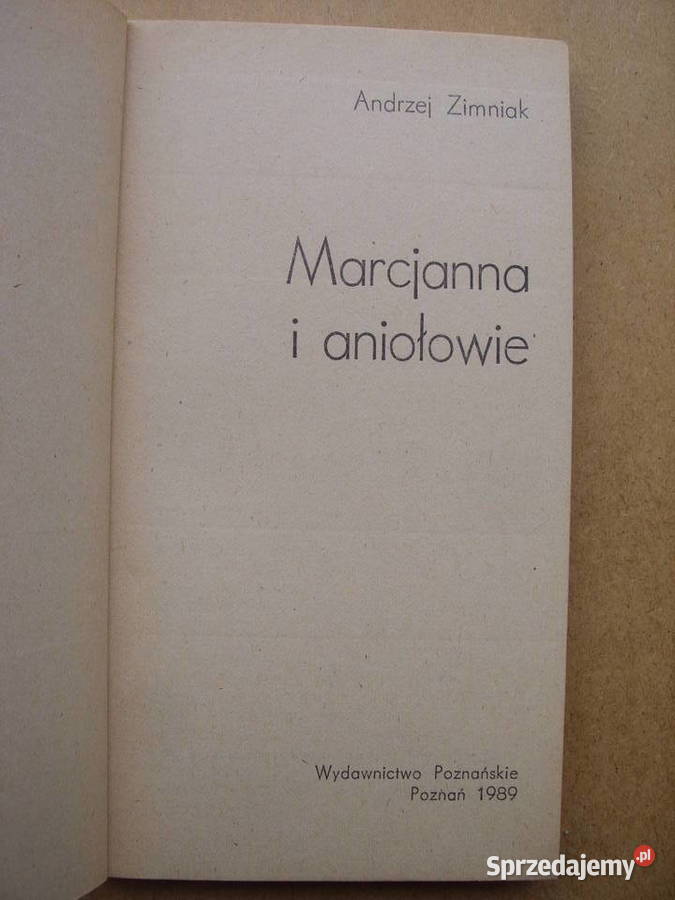 Andrzej Zimniak
Marcjanna
i aniołowie
Wydawnictwo Poznańskie
Poznań 1989
Sprzedajemy.pl